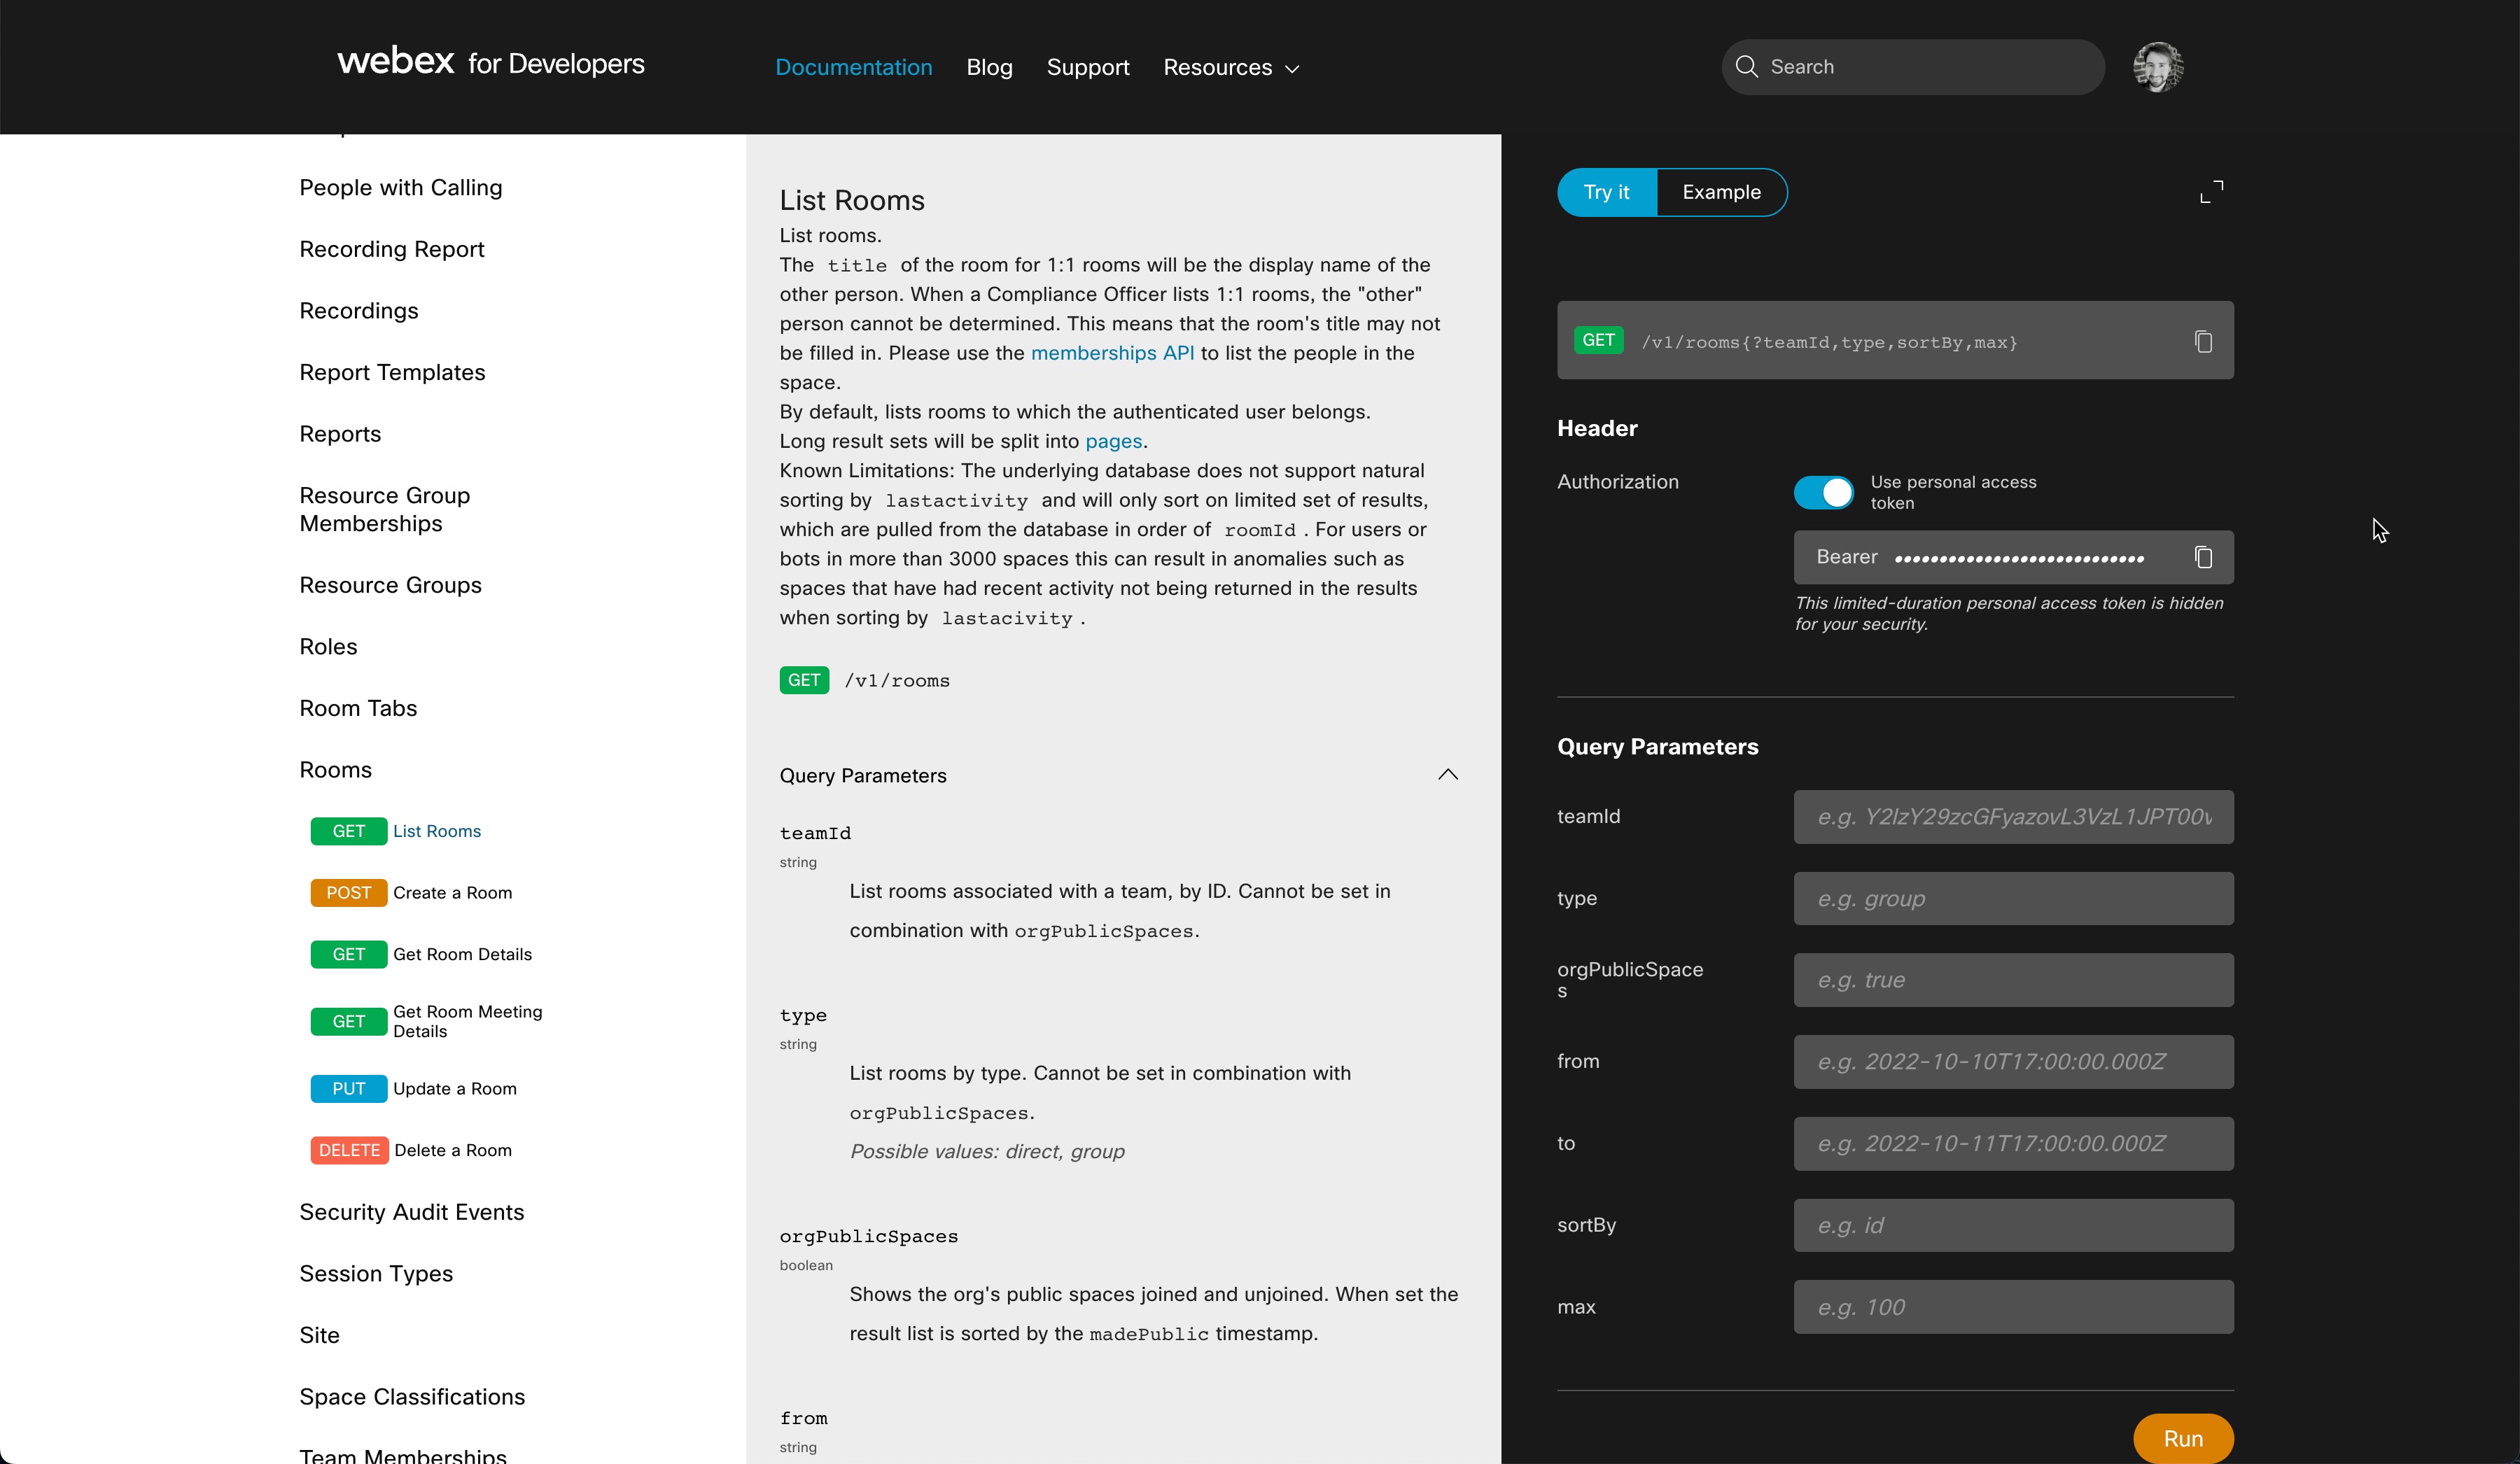 webex for Developers
Documentation
Blog
Support
Resources
Search
People with Calling
Recording Report
Recordings
Report Templates
Reports
Resource Group
Memberships
Resource Groups
Roles
Room Tabs
Rooms
GET List Rooms
POST Create a Room
GET Get Room Details
GET Get Room Meeting
Details
PUT Update a Room
DELETE Delete a Room
Security Audit Events
Session Types
Site
Space Classifications
Team Memberships
List Rooms
List rooms.
The title of the room for 1:1 rooms will be the display name of the
other person. When a Compliance Officer lists 1:1 rooms, the "other"
person cannot be determined. This means that the room's title may not
be filled in. Please use the memberships API to list the people in the
space.
By default, lists rooms to which the authenticated user belongs.
Long result sets will be split into pages.
Known Limitations: The underlying database does not support natural
sorting by lastactivity and will only sort on limited set of results,
which are pulled from the database in order of roomId . For users or
bots in more than 3000 spaces this can result in anomalies such as
spaces that have had recent activity not being returned in the results
when sorting by lastacivity .
GET /v1/rooms
Query Parameters
teamId
string
List rooms associated with a team, by ID. Cannot be set in
combination with orgPublicSpaces.
type
string
List rooms by type. Cannot be set in combination with
orgPublicSpaces.
Possible values: direct, group
orgPublicSpaces
boolean
Shows the org's public spaces joined and unjoined. When set the
result list is sorted by the madePublic timestamp.
from
string
Try it
Example
GET /v1/rooms{?teamId,type,sortBy,max}
Header
Authorization
Use personal access
token
Bearer ••••••••••••••••••••••••••••
This limited-duration personal access token is hidden
for your security.
Query Parameters
teamId
e.g. Y2lzY29zcGFyazovL3VzL1JPT00v
type
e.g. group
orgPublicSpace
s
e.g. true
from
e.g. 2022-10-10T17:00:00.000Z
to
e.g. 2022-10-11T17:00:00.000Z
sortBy
e.g. id
max
e.g. 100
Run